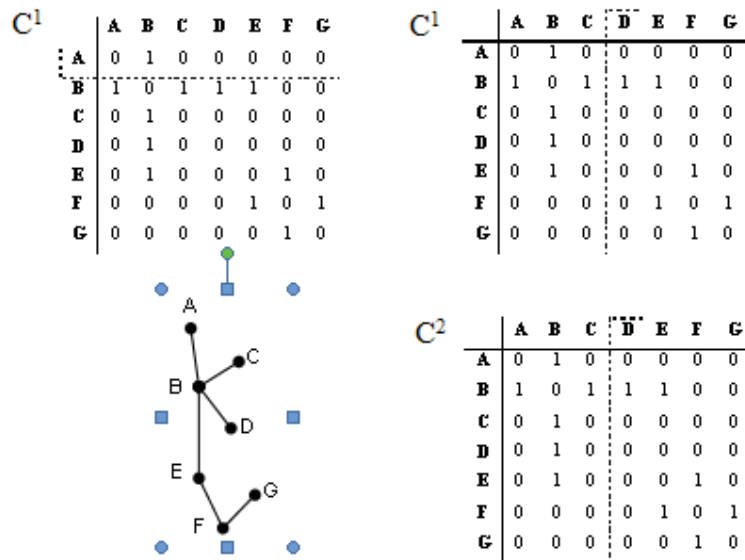 C1
A B C D E F G
A 0 1 0 0 0 0 0
B 1 0 1 1 1 0 0
C 0 1 0 0 0 0 0
D 0 1 0 0 0 0 0
E 0 1 0 0 0 1 0
F 0 0 0 0 1 0 1
G 0 0 0 0 0 1 0
C1
A B C D E F G
A 0 1 0 0 0 0 0
B 1 0 1 1 1 0 0
C 0 1 0 0 0 0 0
D 0 1 0 0 0 0 0
E 0 1 0 0 0 1 0
F 0 0 0 0 1 0 1
G 0 0 0 0 0 1 0
A
C
B
D
E
G
F
C2
A B C D E F G
A 0 1 0 0 0 0 0
B 1 0 1 1 1 0 0
C 0 1 0 0 0 0 0
D 0 1 0 0 0 0 0
E 0 1 0 0 0 1 0
F 0 0 0 0 1 0 1
G 0 0 0 0 0 1 0